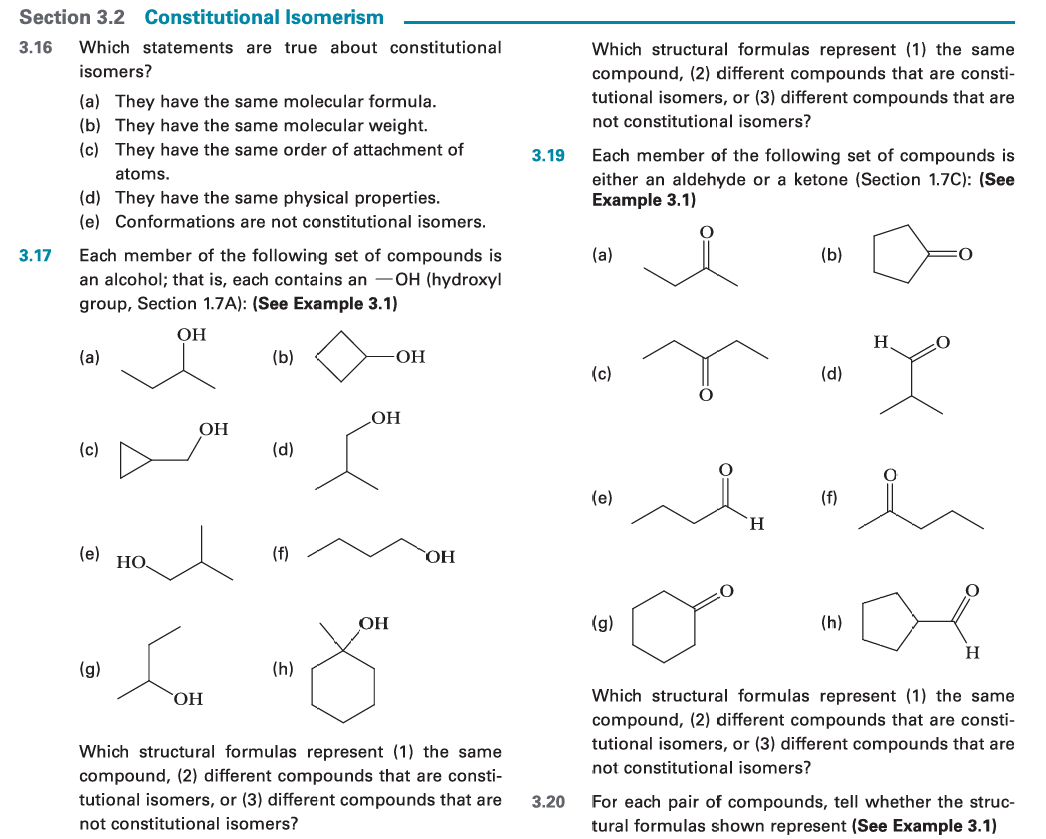 Section 3.2 Constitutional Isomerism
3.16 Which statements are true about constitutional
isomers?
(a) They have the same molecular formula.
(b) They have the same molecular weight.
(c) They have the same order of attachment of
atoms.
(d) They have the same physical properties.
(e) Conformations are not constitutional isomers.
3.17 Each member of the following set of compounds is
an alcohol; that is, each contains an —OH (hydroxyl
group, Section 1.7A): (See Example 3.1)
OH
(a)
(b) OH
OH
(c)
OH
(d)
(e) HO
(f) OH
(g) OH
OH
(h)
Which structural formulas represent (1) the same
compound, (2) different compounds that are consti-
tutional isomers, or (3) different compounds that are
not constitutional isomers?
Which structural formulas represent (1) the same
compound, (2) different compounds that are consti-
tutional isomers, or (3) different compounds that are
not constitutional isomers?
3.19 Each member of the following set of compounds is
either an aldehyde or a ketone (Section 1.7C): (See
Example 3.1)
O
(a)
(b) O
(c) O
H O
(d)
O
(e) H
O
(f)
O
(g)
O
(h)
H
Which structural formulas represent (1) the same
compound, (2) different compounds that are consti-
tutional isomers, or (3) different compounds that are
not constitutional isomers?
3.20 For each pair of compounds, tell whether the struc-
tural formulas shown represent (See Example 3.1)